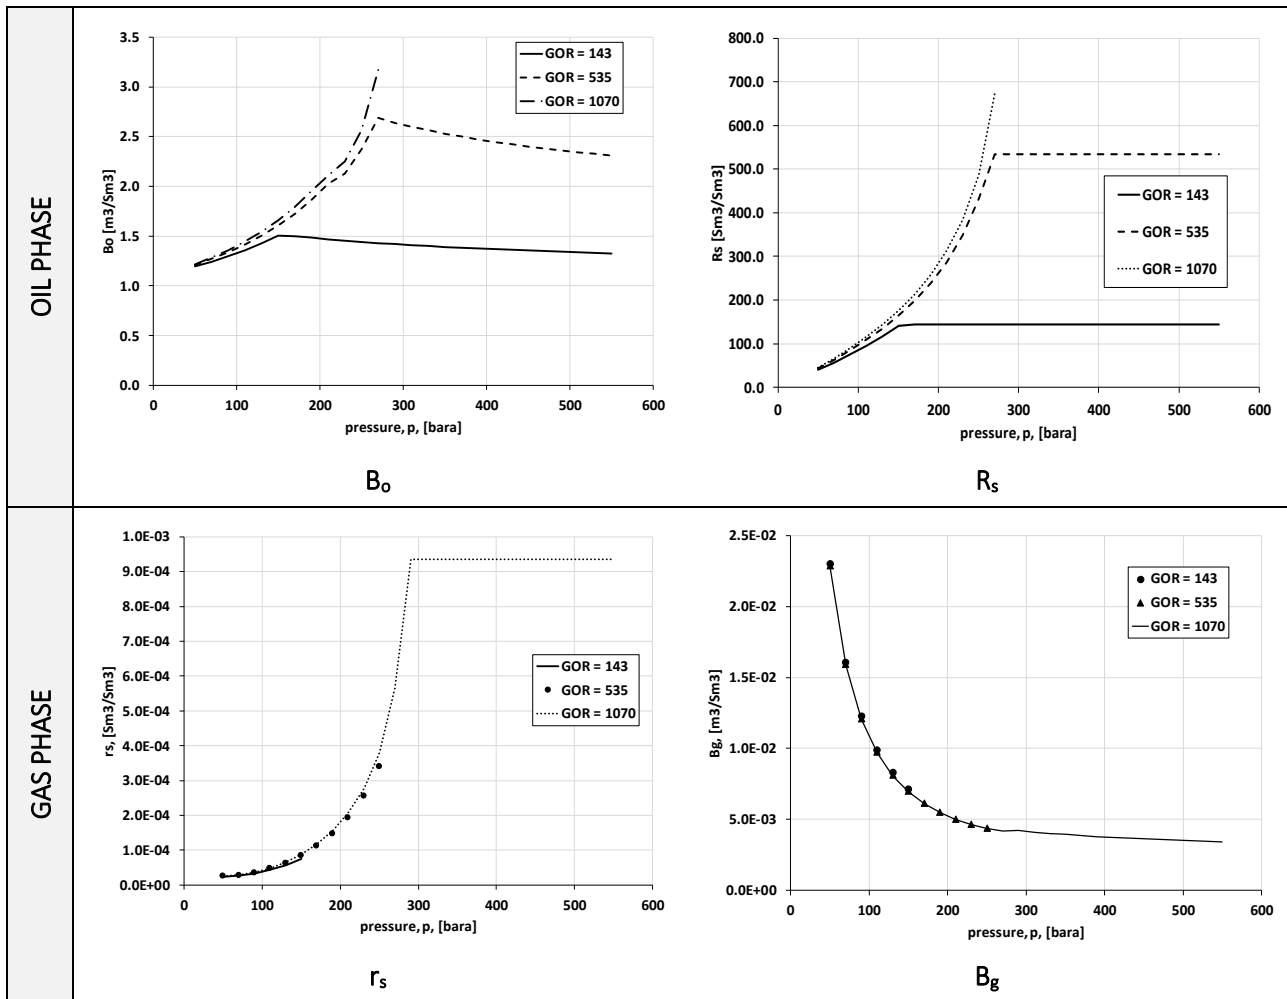 OIL PHASE
3.5
3.0
2.5
2.0
1.5
1.0
0.5
0.0
Bo [m3/Sm3]
GOR = 143
GOR = 535
GOR = 1070
0 100 200 300 400 500 600
pressure, p, [bara]
Bo
800.0
700.0
600.0
500.0
400.0
300.0
200.0
100.0
0.0
Rs [Sm3/Sm3]
GOR = 143
GOR = 535
GOR = 1070
0 100 200 300 400 500 600
pressure, p, [bara]
Rs
GAS PHASE
1.0E-03
9.0E-04
8.0E-04
7.0E-04
6.0E-04
5.0E-04
4.0E-04
3.0E-04
2.0E-04
1.0E-04
0.0E+00
rs, [Sm3/Sm3]
GOR = 143
GOR = 535
GOR = 1070
0 100 200 300 400 500 600
pressure, p, [bara]
rs
2.5E-02
2.0E-02
1.5E-02
1.0E-02
5.0E-03
0.0E+00
Bg, [m3/Sm3]
GOR = 143
GOR = 535
GOR = 1070
0 100 200 300 400 500 600
pressure, p, [bara]
Bg